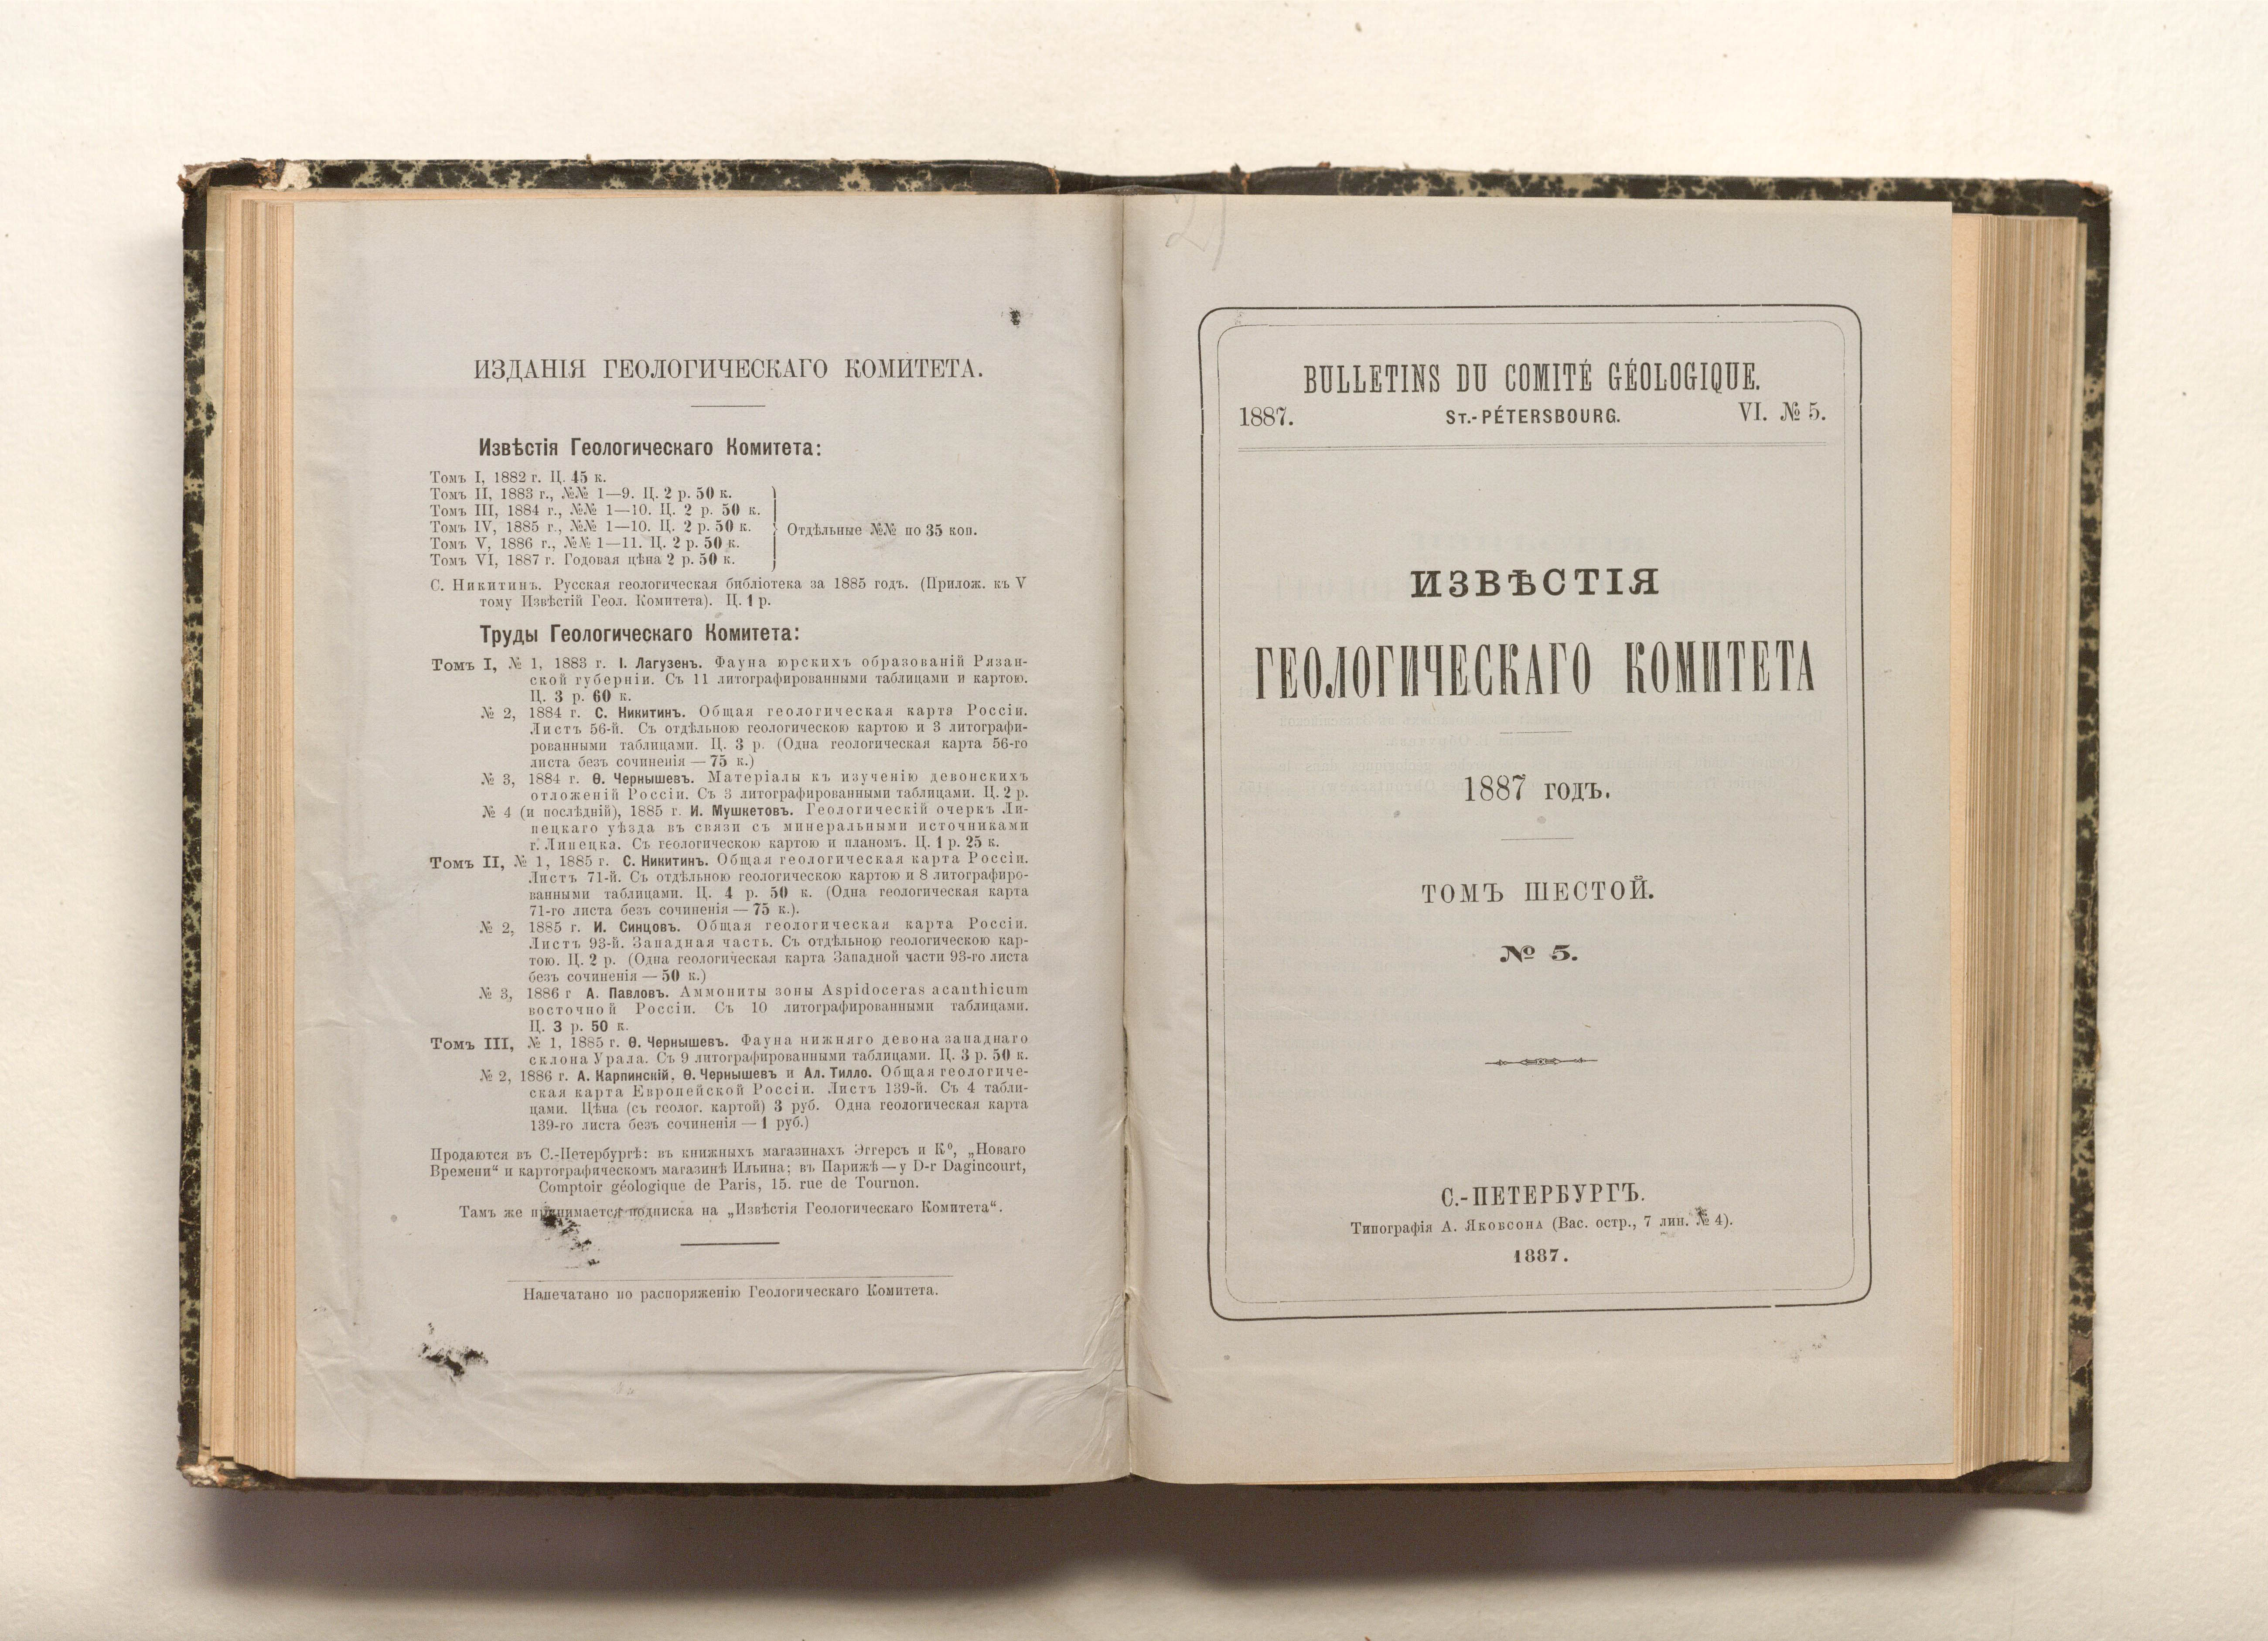 ИЗДАНІЯ ГЕОЛОГИЧЕСКАГО КОМИТЕТА.
Извѣстія Геологическаго Комитета:
Томъ I, 1882 г. Ц. 45 к.
Томъ II, 1883 г., №№ 1—9. Ц. 2 р. 50 к.
Томъ III, 1884 г., №№ 1—10. Ц. 2 р. 50 к.
Томъ IV, 1885 г., №№ 1—10. Ц. 2 р. 50 к.
Отдѣльные №№ по 35 коп.
Томъ V, 1886 г., №№ 1—11. Ц. 2 р. 50 к.
Томъ VI, 1887 г. Годовая цѣна 2 р. 50 к.
С. Никитинъ. Русская геологическая библіотека за 1885 годъ. (Прилож. къ V
тому Извѣстій Геол. Комитета). Ц. 1 р.
Труды Геологическаго Комитета:
Томъ I, № 1, 1883 г. І. Лагузенъ. Фауна юрскихъ образованій Рязан-
ской губерніи. Съ 11 литографированными таблицами и картою.
Ц. 3 р. 60 к.
№ 2, 1884 г. С. Никитинъ. Общая геологическая карта Россіи.
Листъ 56-й. Съ отдѣльною геологическою картою и 3 литографи-
рованными таблицами. Ц. 3 р. (Одна геологическая карта 56-го
листа безъ сочиненія — 75 к.)
№ 3, 1884 г. Ѳ. Чернышевъ. Матеріалы къ изученію девонскихъ
отложеній Россіи. Съ 3 литографированными таблицами. Ц. 2 р.
№ 4 (и послѣдній), 1885 г. И. Мушкетовъ. Геологическій очеркъ Ли-
пецкаго уѣзда въ связи съ минеральными источниками
г. Липецка. Съ геологическою картою и планомъ. Ц. 1 р. 25 к.
Томъ II, № 1, 1885 г. С. Никитинъ. Общая геологическая карта Россіи.
Листъ 71-й. Съ отдѣльною геологическою картою и 8 литографиро-
ванными таблицами. Ц. 4 р. 50 к. (Одна геологическая карта
71-го листа безъ сочиненія — 75 к.).
№ 2, 1885 г. И. Синцовъ. Общая геологическая карта Россіи.
Листъ 93-й. Западная часть. Съ отдѣльною геологическою кар-
тою. Ц. 2 р. (Одна геологическая карта Западной части 93-го листа
безъ сочиненія — 50 к.)
№ 3, 1886 г А. Павловъ. Аммониты зоны Aspidoceras acanthicum
восточной Россіи. Съ 10 литографированными таблицами.
Ц. 3 р. 50 к.
Томъ III, № 1, 1885 г. Ѳ. Чернышевъ. Фауна нижняго девона западнаго
склона Урала. Съ 9 литографированными таблицами. Ц. 3 р. 50 к.
№ 2, 1886 г. А. Карпинскій, Ѳ. Чернышевъ и Ал. Тилло. Общая геологиче-
ская карта Европейской Россіи. Листъ 139-й. Съ 4 табли-
цами. Цѣна (съ геолог. картой) 3 руб. Одна геологическая карта
139-го листа безъ сочиненія — 1 руб.)
Продаются въ С.-Петербургѣ: въ книжныхъ магазинахъ Эггерсъ и Кº, „Новаго
Времени“ и картографическомъ магазинѣ Ильина; въ Парижѣ — у D-r Dagincourt,
Comptoir géologique de Paris, 15. rue de Tournon.
Тамъ же принимается подписка на „Извѣстія Геологическаго Комитета“.
Напечатано по распоряженію Геологическаго Комитета.
BULLETINS DU COMITÉ GÉOLOGIQUE.
1887. ST.-PÉTERSBOURG. VI. № 5.
ИЗВѢСТІЯ
ГЕОЛОГИЧЕСКАГО КОМИТЕТА
1887 годъ.
ТОМЪ ШЕСТОЙ.
№ 5.
С.-ПЕТЕРБУРГЪ.
Типографія А. Якобсона (Вас. остр., 7 лин. № 4).
1887.